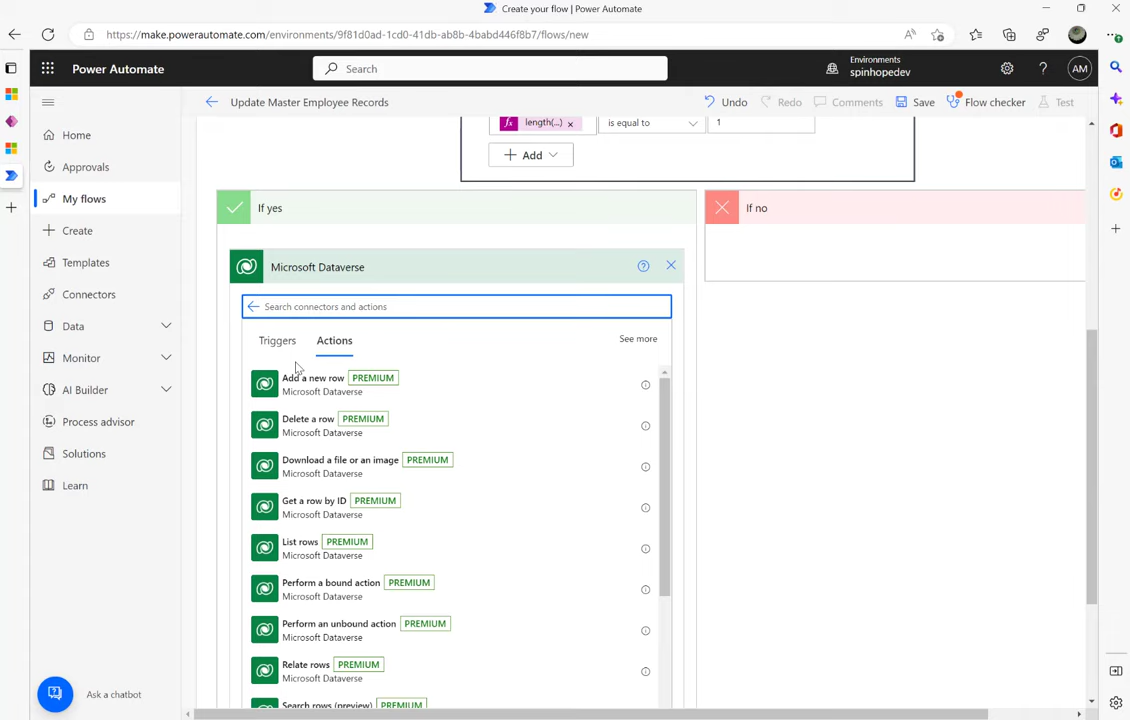 Create your flow | Power Automate
https://make.powerautomate.com/environments/9f81d0ad-1cd0-41db-ab8b-4babd446f8b7/flows/new
Power Automate
Search
Environments
spinhopedev
AM
Update Master Employee Records
Undo
Redo
Comments
Save
Flow checker
Test
Home
Approvals
My flows
Create
Templates
Connectors
Data
Monitor
AI Builder
Process advisor
Solutions
Learn
Ask a chatbot
fx length(...) x
is equal to
1
Add
If yes
If no
Microsoft Dataverse
Search connectors and actions
Triggers
Actions
See more
Add a new row PREMIUM
Microsoft Dataverse
Delete a row PREMIUM
Microsoft Dataverse
Download a file or an image PREMIUM
Microsoft Dataverse
Get a row by ID PREMIUM
Microsoft Dataverse
List rows PREMIUM
Microsoft Dataverse
Perform a bound action PREMIUM
Microsoft Dataverse
Perform an unbound action PREMIUM
Microsoft Dataverse
Relate rows PREMIUM
Microsoft Dataverse
Search rows (preview) PREMIUM